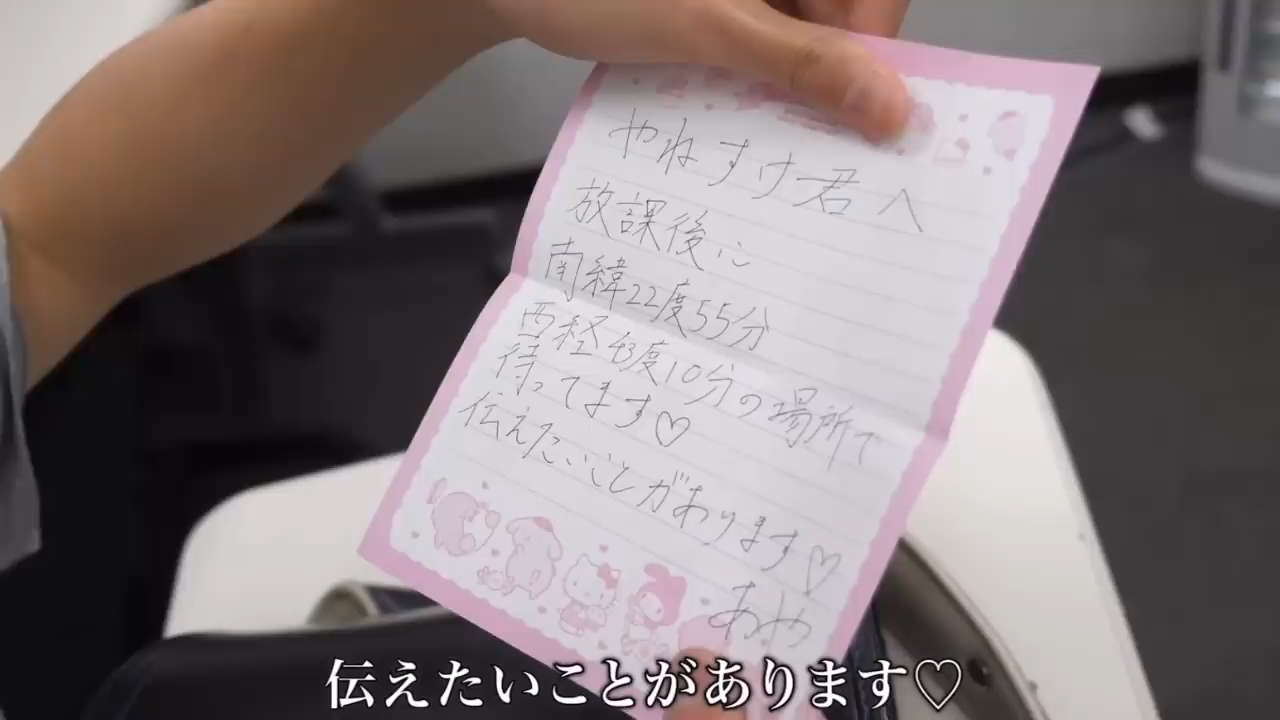 やねすけ君へ
放課後に
南緯22度55分
西経43度10分の場所で
待ってます♡
伝えたいことがあります♡
あや
伝えたいことがあります♡